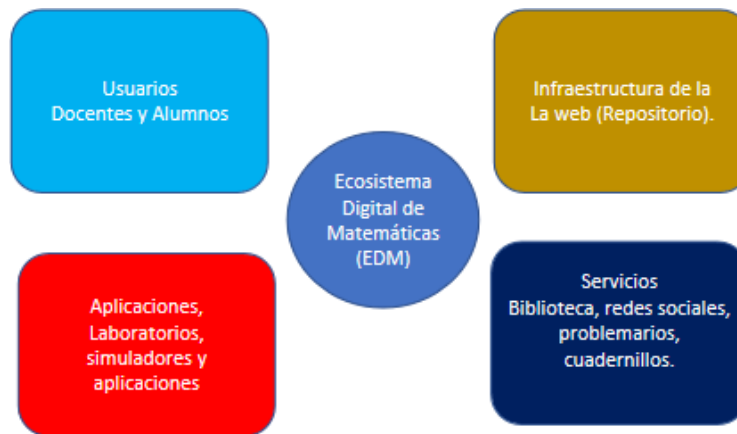 Usuarios
Docentes y Alumnos
Infraestructura de la
La web (Repositorio).
Ecosistema
Digital de
Matemáticas
(EDM)
Aplicaciones,
Laboratorios,
simuladores y
aplicaciones
Servicios
Biblioteca, redes sociales,
problemarios,
cuadernillos.